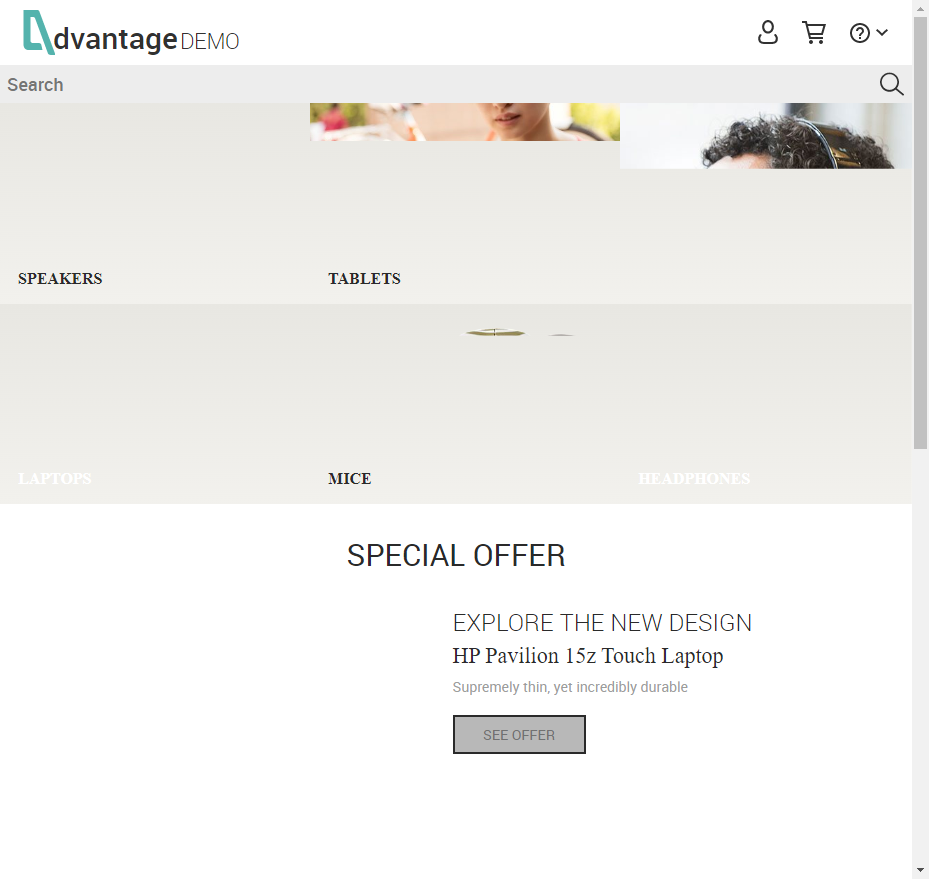 dvantage DEMO
Search
SPEAKERS
TABLETS
LAPTOPS
MICE
HEADPHONES
SPECIAL OFFER
EXPLORE THE NEW DESIGN
HP Pavilion 15z Touch Laptop
Supremely thin, yet incredibly durable
SEE OFFER